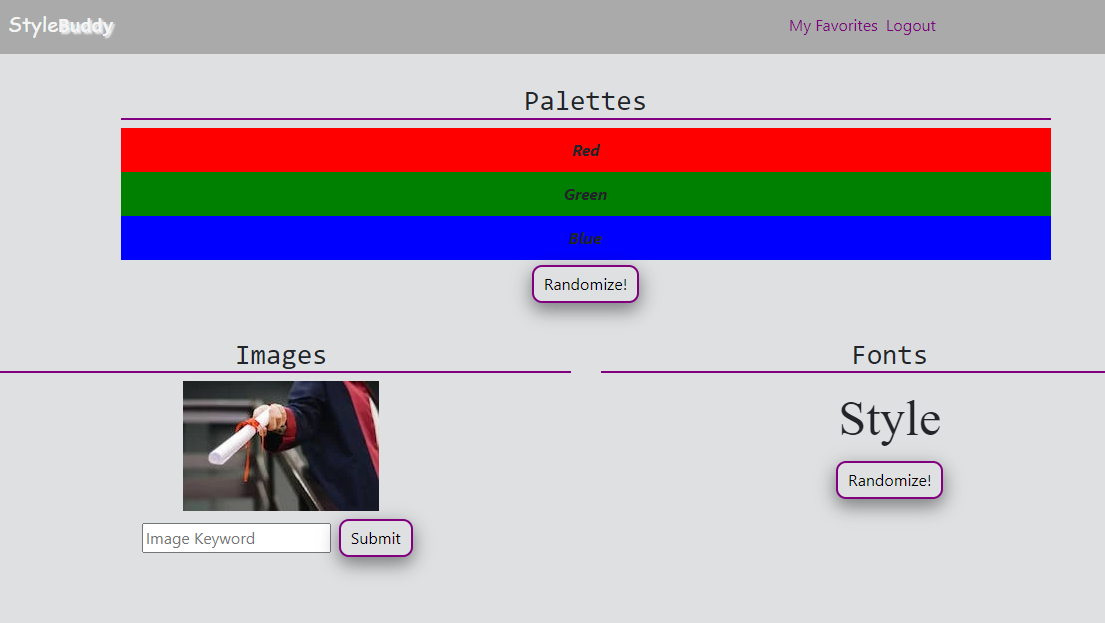 StyleBuddy
My Favorites Logout
Palettes
Red
Green
Blue
Randomize!
Images
Image Keyword Submit
Fonts
Style
Randomize!